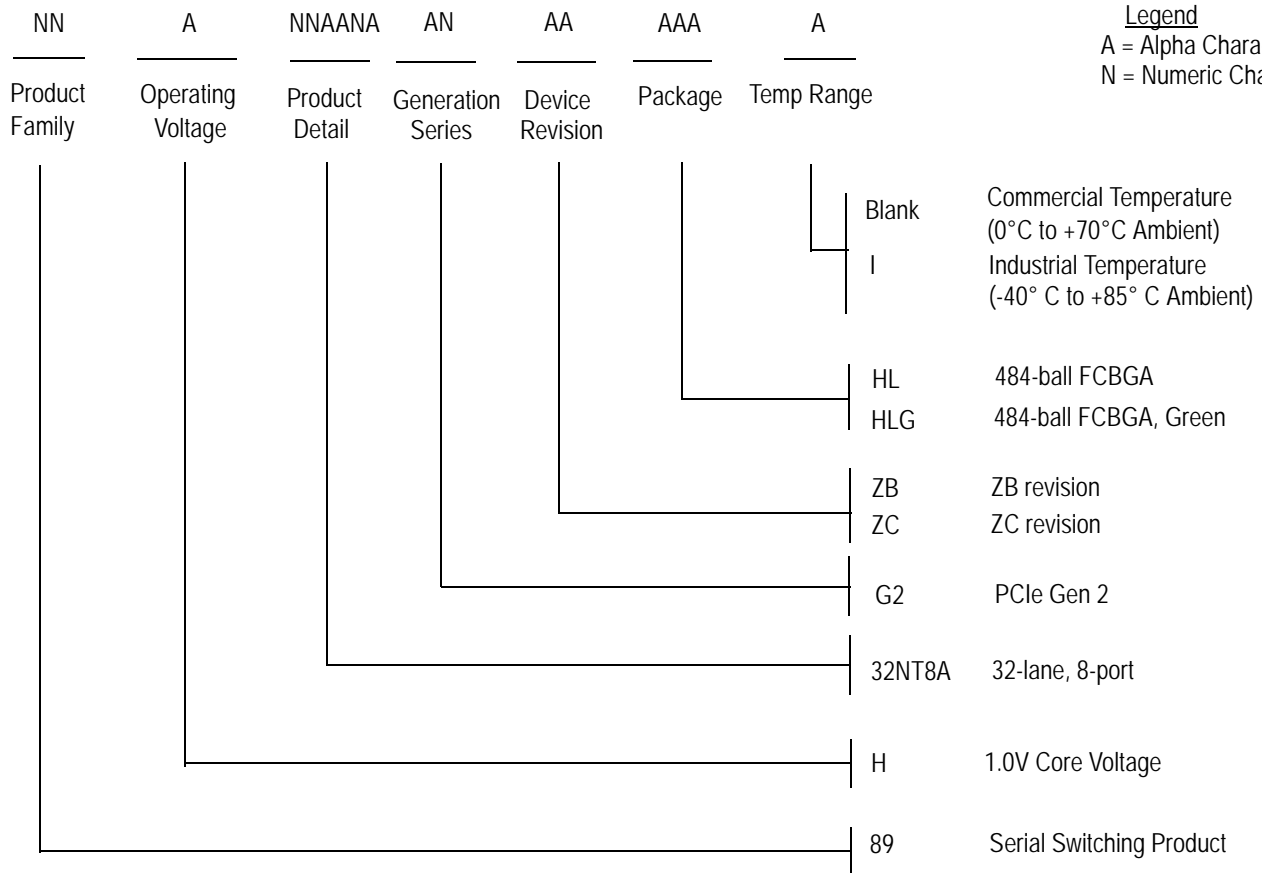 NN A NNAANA AN AA AAA A
Legend
A = Alpha
N = Numeric
Product Family
Operating Voltage
Product Detail
Generation Series
Device Revision
Package
Temp Range
Blank Commercial Temperature
(0°C to +70°C Ambient)
I Industrial Temperature
(-40° C to +85° C Ambient)
HL 484-ball FCBGA
HLG 484-ball FCBGA, Green
ZB ZB revision
ZC ZC revision
G2 PCIe Gen 2
32NT8A 32-lane, 8-port
H 1.0V Core Voltage
89 Serial Switching Product